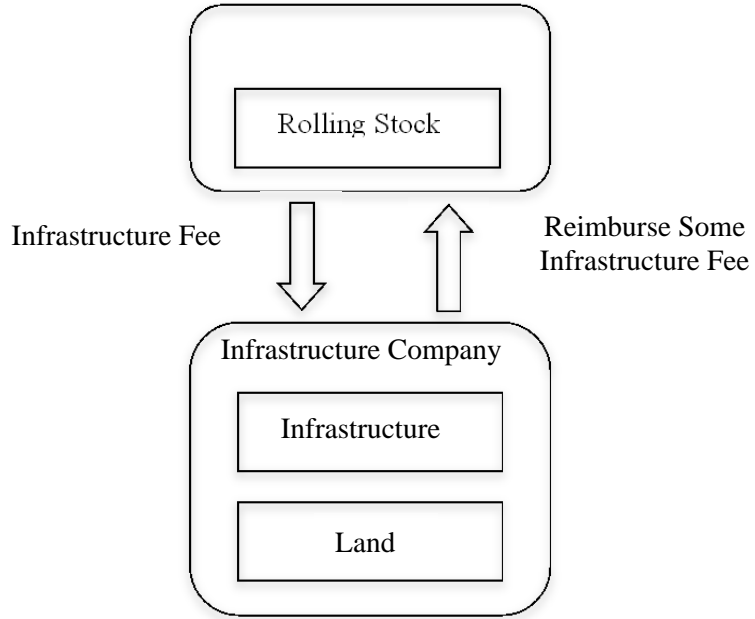 Rolling Stock
Infrastructure Fee
Reimburse Some
Infrastructure Fee
Infrastructure Company
Infrastructure
Land